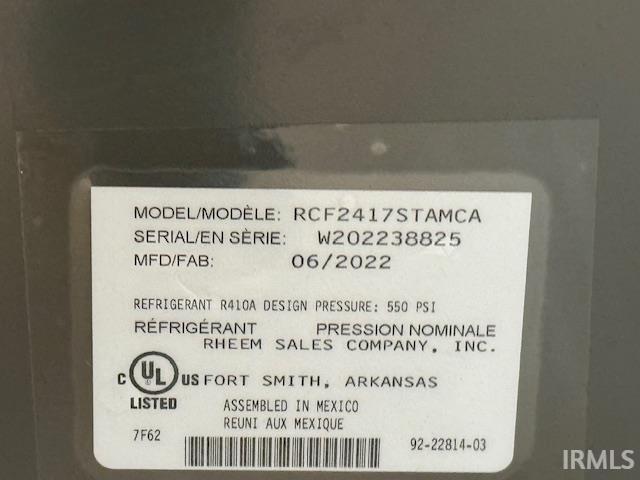 MODEL/MODÈLE: RCF2417STAMCA
SERIAL/EN SÈRIE: W202238825
MFD/FAB: 06/2022
REFRIGERANT R410A DESIGN PRESSURE: 550 PSI
RÉFRIGÉRANT PRESSION NOMINALE
RHEEM SALES COMPANY, INC.
C UL US FORT SMITH, ARKANSAS
LISTED
ASSEMBLED IN MEXICO
REUNI AUX MEXIQUE
7F62 92-22814-03
IRMLS